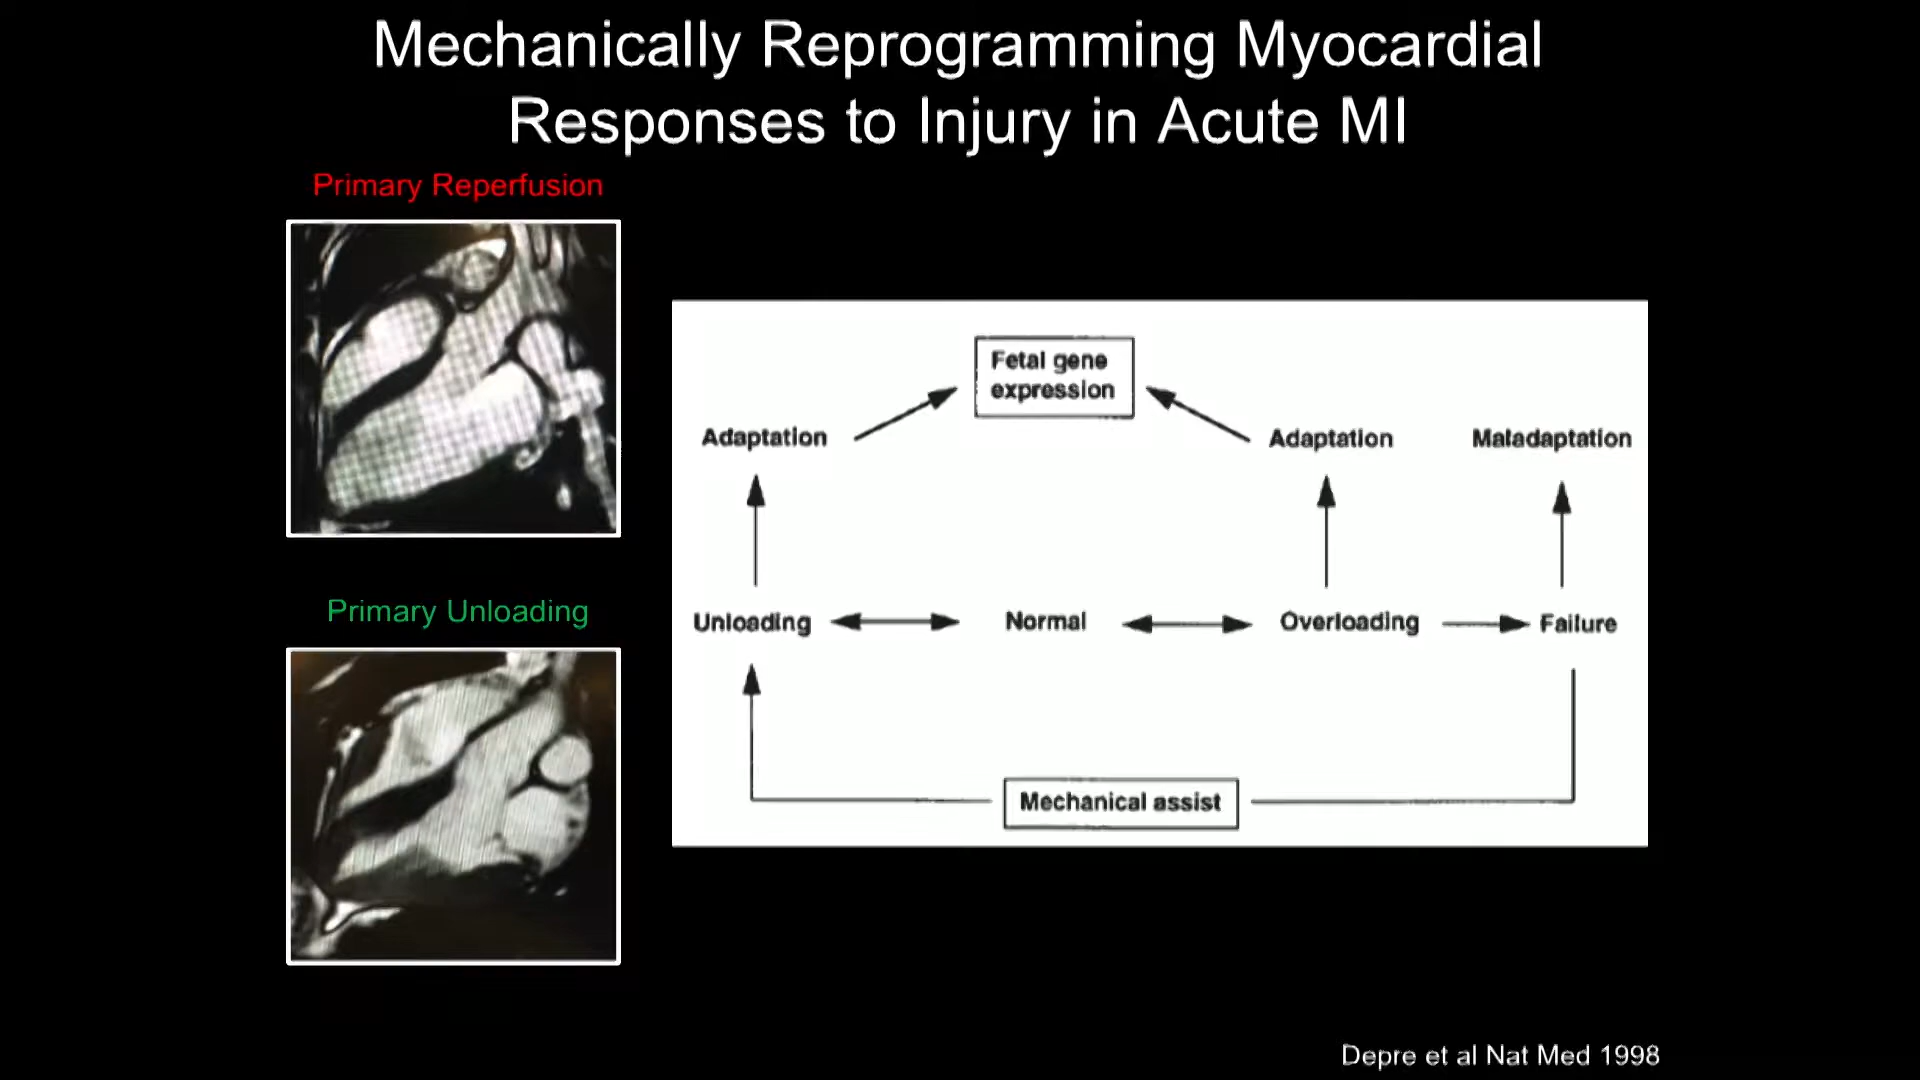 Mechanically Reprogramming Myocardial
Responses to Injury in Acute MI
Primary Reperfusion
Primary Unloading
Fetal gene
expression
Adaptation
Adaptation
Maladaptation
Unloading
Normal
Overloading
Failure
Mechanical assist
Depre et al Nat Med 1998